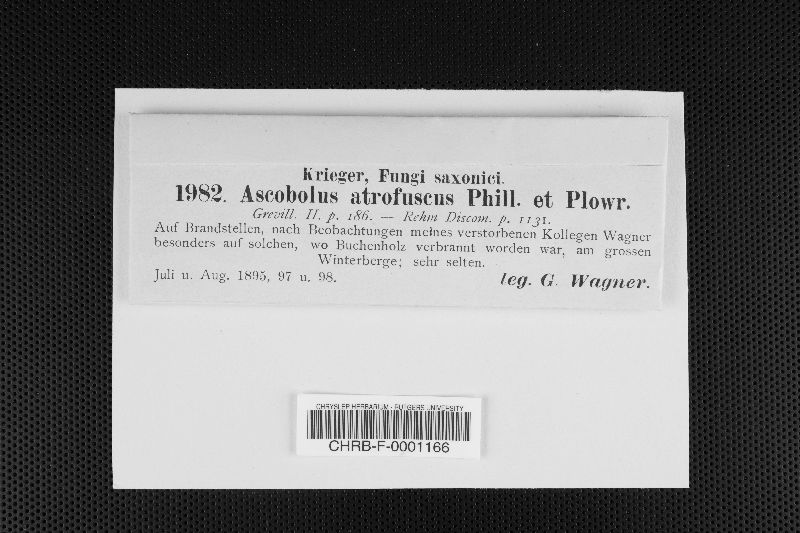 Krieger, Fungi saxonici.
1982. Ascobolus atrofuscus Phill. et Plowr.
Grevill. II, p. 186. — Rehm Discom. p. 1131.
Auf Brandstellen, nach Beobachtungen meines verstorbenen Kollegen Wagner
besonders auf solchen, wo Buchenholz verbrannt worden war, am grossen
Winterberge; sehr selten.
Juli u. Aug. 1895, 97 u. 98.
leg. G. Wagner.
CHRYSLER HERBARIUM - RUTGERS UNIVERSITY
CHRB-F-0001166